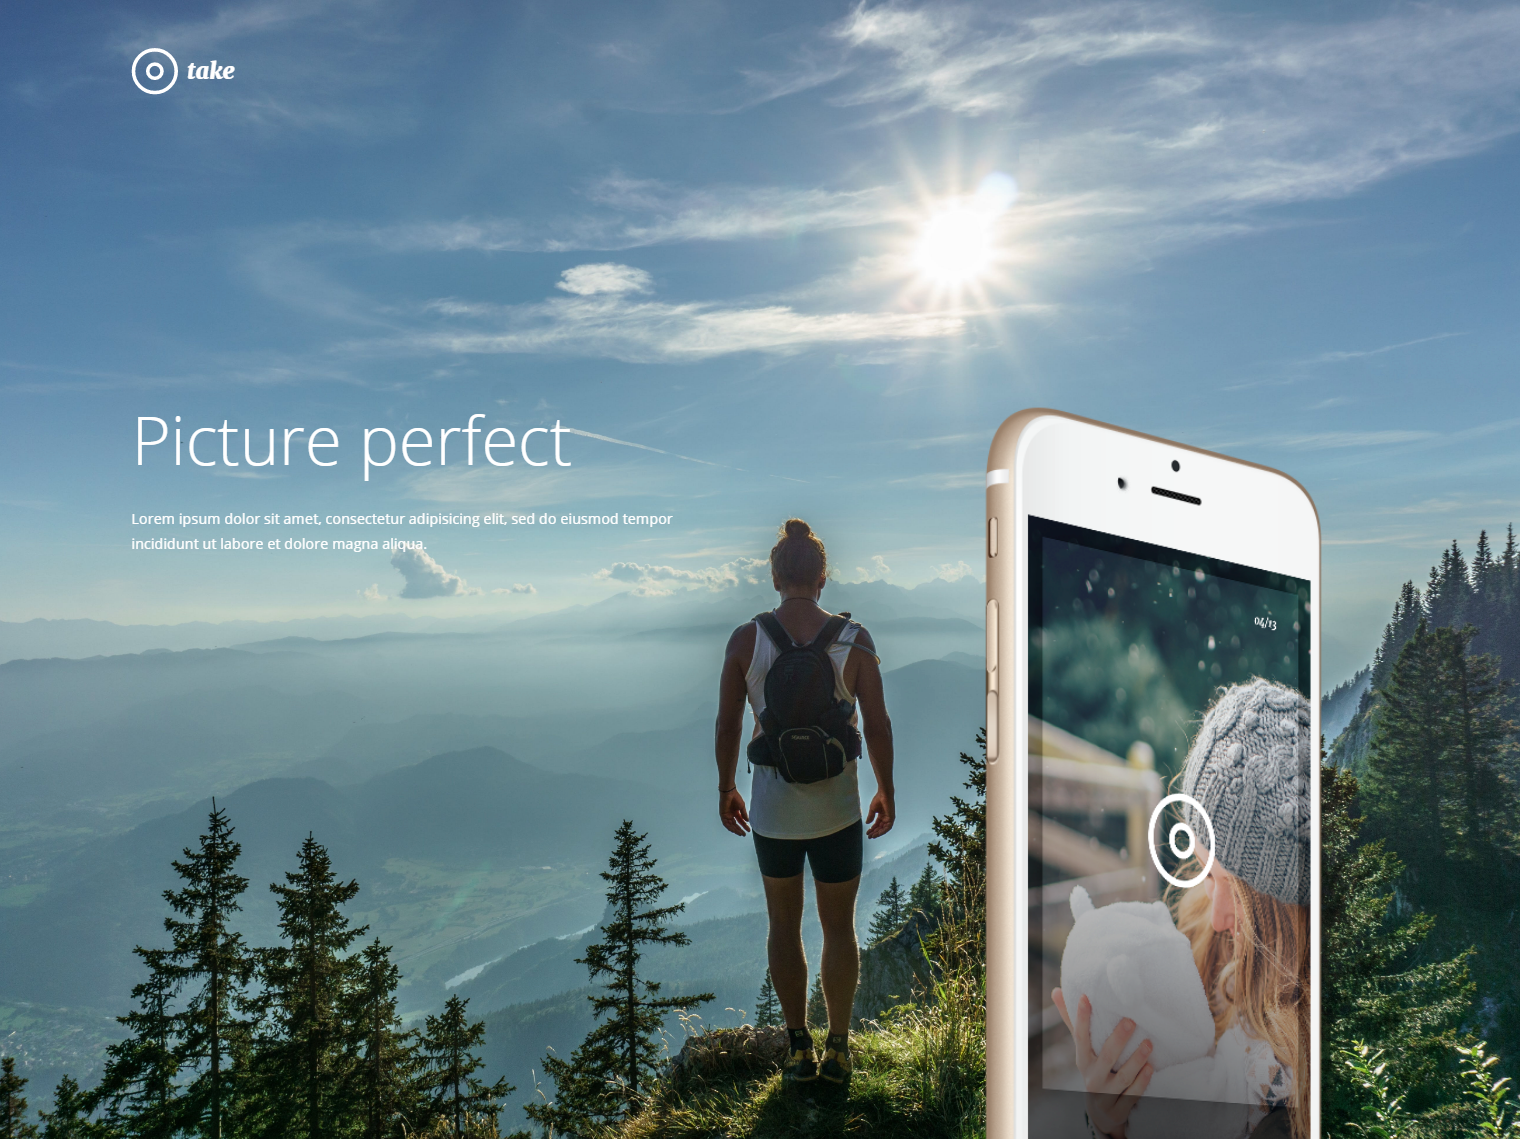 take
Picture perfect
Lorem ipsum dolor sit amet, consectetur adipisicing elit, sed do eiusmod tempor
incididunt ut labore et dolore magna aliqua.
04/13